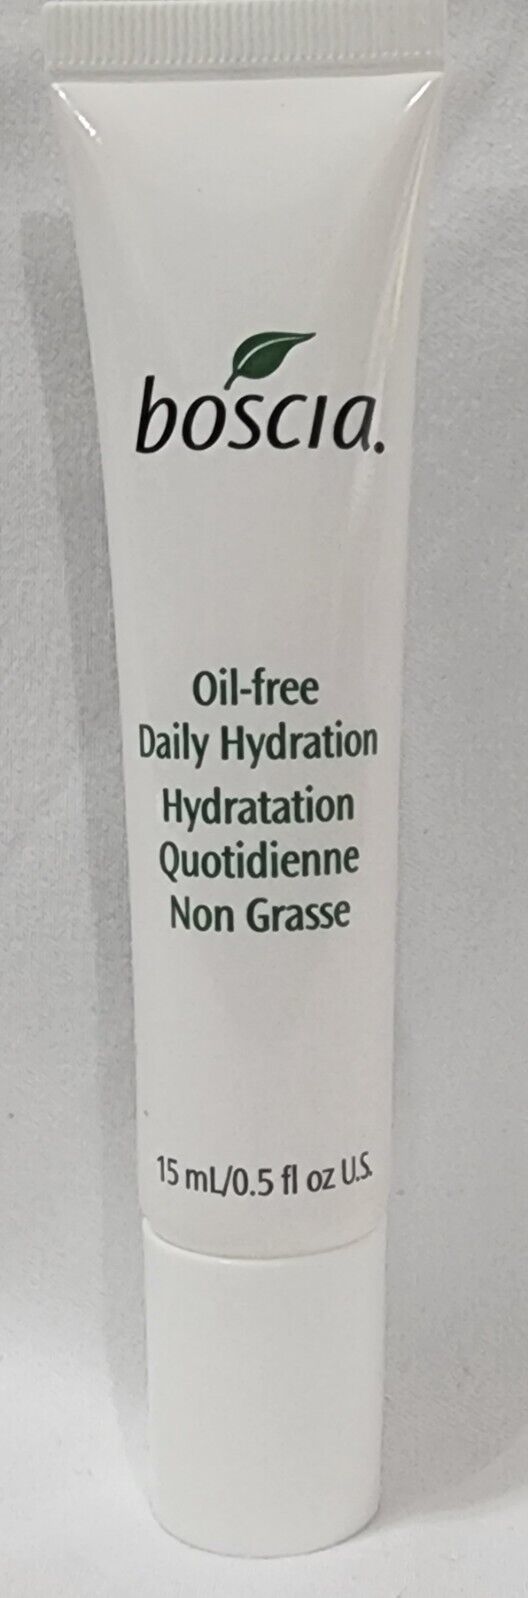 boscia.
Oil-free
Daily Hydration
Hydratation
Quotidienne
Non Grasse
15 mL/0.5 fl oz U.S.